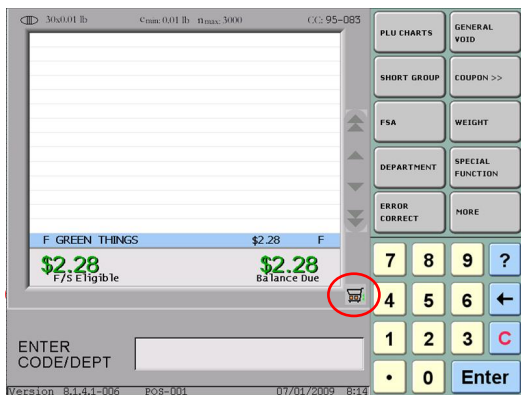 30x0.01 lb Cmin: 0.01 lb nmax: 3000 CC: 95-083
F GREEN THINGS $2.28 F
$2.28 $2.28
F/S Eligible Balance Due
ENTER
CODE/DEPT
Version 8.1.4.1-006 POS-001 07/01/2009 8:14
PLU CHARTS
GENERAL
VOID
SHORT GROUP
COUPON >>
FSA
WEIGHT
DEPARTMENT
SPECIAL
FUNCTION
ERROR
CORRECT
MORE
7 8 9 ?
4 5 6 ←
1 2 3 C
. 0 Enter